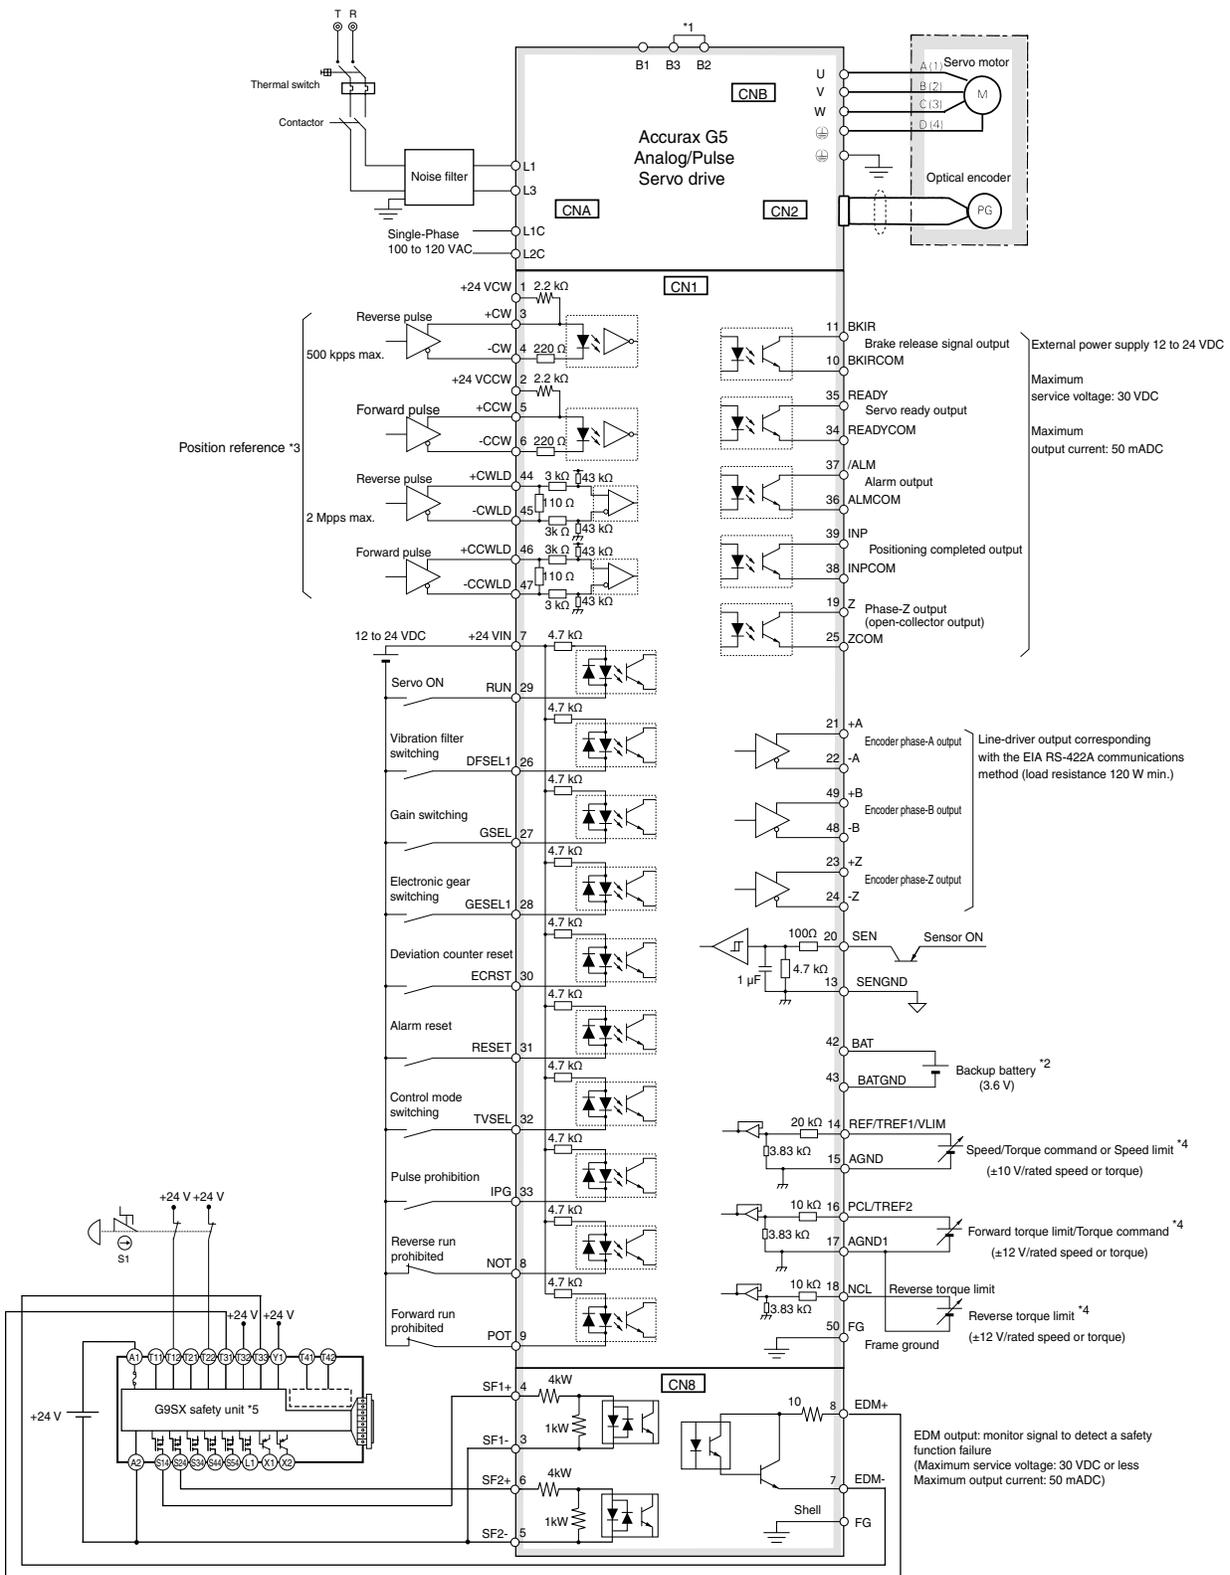 T R
*1
B1 B3 B2
CNB
Thermal switch
Contactor
Noise filter
L1
L3
Single-Phase
100 to 120 VAC
L1C
L2C
CNA
Accurax G5
Analog/Pulse
Servo drive
CN2
U
V
W
A (1)
B (2)
C (3)
D (4)
Servo motor
M
Optical encoder
PG
CN1
Position reference *3
+24 VCW 1 2.2 kΩ
Reverse pulse
+CW 3
500 kpps max.
-CW 4 220 Ω
+24 VCCW 2 2.2 kΩ
Forward pulse
+CCW 5
-CCW 6 220 Ω
Reverse pulse
+CWLD 44 3 kΩ 43 kΩ
110 Ω
2 Mpps max.
-CWLD 45 3k Ω 43 kΩ
Forward pulse
+CCWLD 46 3k Ω 43 kΩ
110 Ω
-CCWLD 47 3 kΩ 43 kΩ
12 to 24 VDC
+24 VIN 7 4.7 kΩ
Servo ON
RUN 29
4.7 kΩ
Vibration filter
switching
DFSEL1 26
4.7 kΩ
Gain switching
GSEL 27
4.7 kΩ
Electronic gear
switching
GESEL1 28
4.7 kΩ
Deviation counter reset
ECRST 30
4.7 kΩ
Alarm reset
RESET 31
4.7 kΩ
Control mode
switching
TVSEL 32
4.7 kΩ
Pulse prohibition
IPG 33
4.7 kΩ
Reverse run
prohibited
NOT 8
4.7 kΩ
Forward run
prohibited
POT 9
11 BKIR
Brake release signal output
10 BKIRCOM
35 READY
Servo ready output
34 READYCOM
37 /ALM
Alarm output
36 ALMCOM
39 INP
Positioning completed output
38 INPCOM
19 Z
Phase-Z output
(open-collector output)
25 ZCOM
External power supply 12 to 24 VDC
Maximum
service voltage: 30 VDC
Maximum
output current: 50 mADC
21 +A
Encoder phase-A output
22 -A
49 +B
Encoder phase-B output
48 -B
23 +Z
Encoder phase-Z output
24 -Z
Line-driver output corresponding
with the EIA RS-422A communications
method (load resistance 120 W min.)
100Ω 20 SEN
Sensor ON
1 µF 4.7 kΩ
13 SENGND
42 BAT
Backup battery *2
(3.6 V)
43 BATGND
20 kΩ 14 REF/TREF1/VLIM
3.83 kΩ
15 AGND
Speed/Torque command or Speed limit *4
(±10 V/rated speed or torque)
10 kΩ 16 PCL/TREF2
3.83 kΩ
17 AGND1
Forward torque limit/Torque command *4
(±12 V/rated speed or torque)
10 kΩ 18 NCL
Reverse torque limit
3.83 kΩ
Reverse torque limit *4
(±12 V/rated speed or torque)
50 FG
Frame ground
+24 V +24 V
S1
+24 V +24 V
A1 T11 T12 T21 T22 T31 T32 T33 Y1 T41 T42
G9SX safety unit *5
+24 V
A2 S14 S24 S34 S44 S54 L1 X1 X2
CN8
SF1+ 4 4kW
1kW
SF1- 3
SF2+ 6 4kW
1kW
SF2- 5
10 8 EDM+
7 EDM-
Shell
FG
EDM output: monitor signal to detect a safety
function failure
(Maximum service voltage: 30 VDC or less
Maximum output current: 50 mADC)